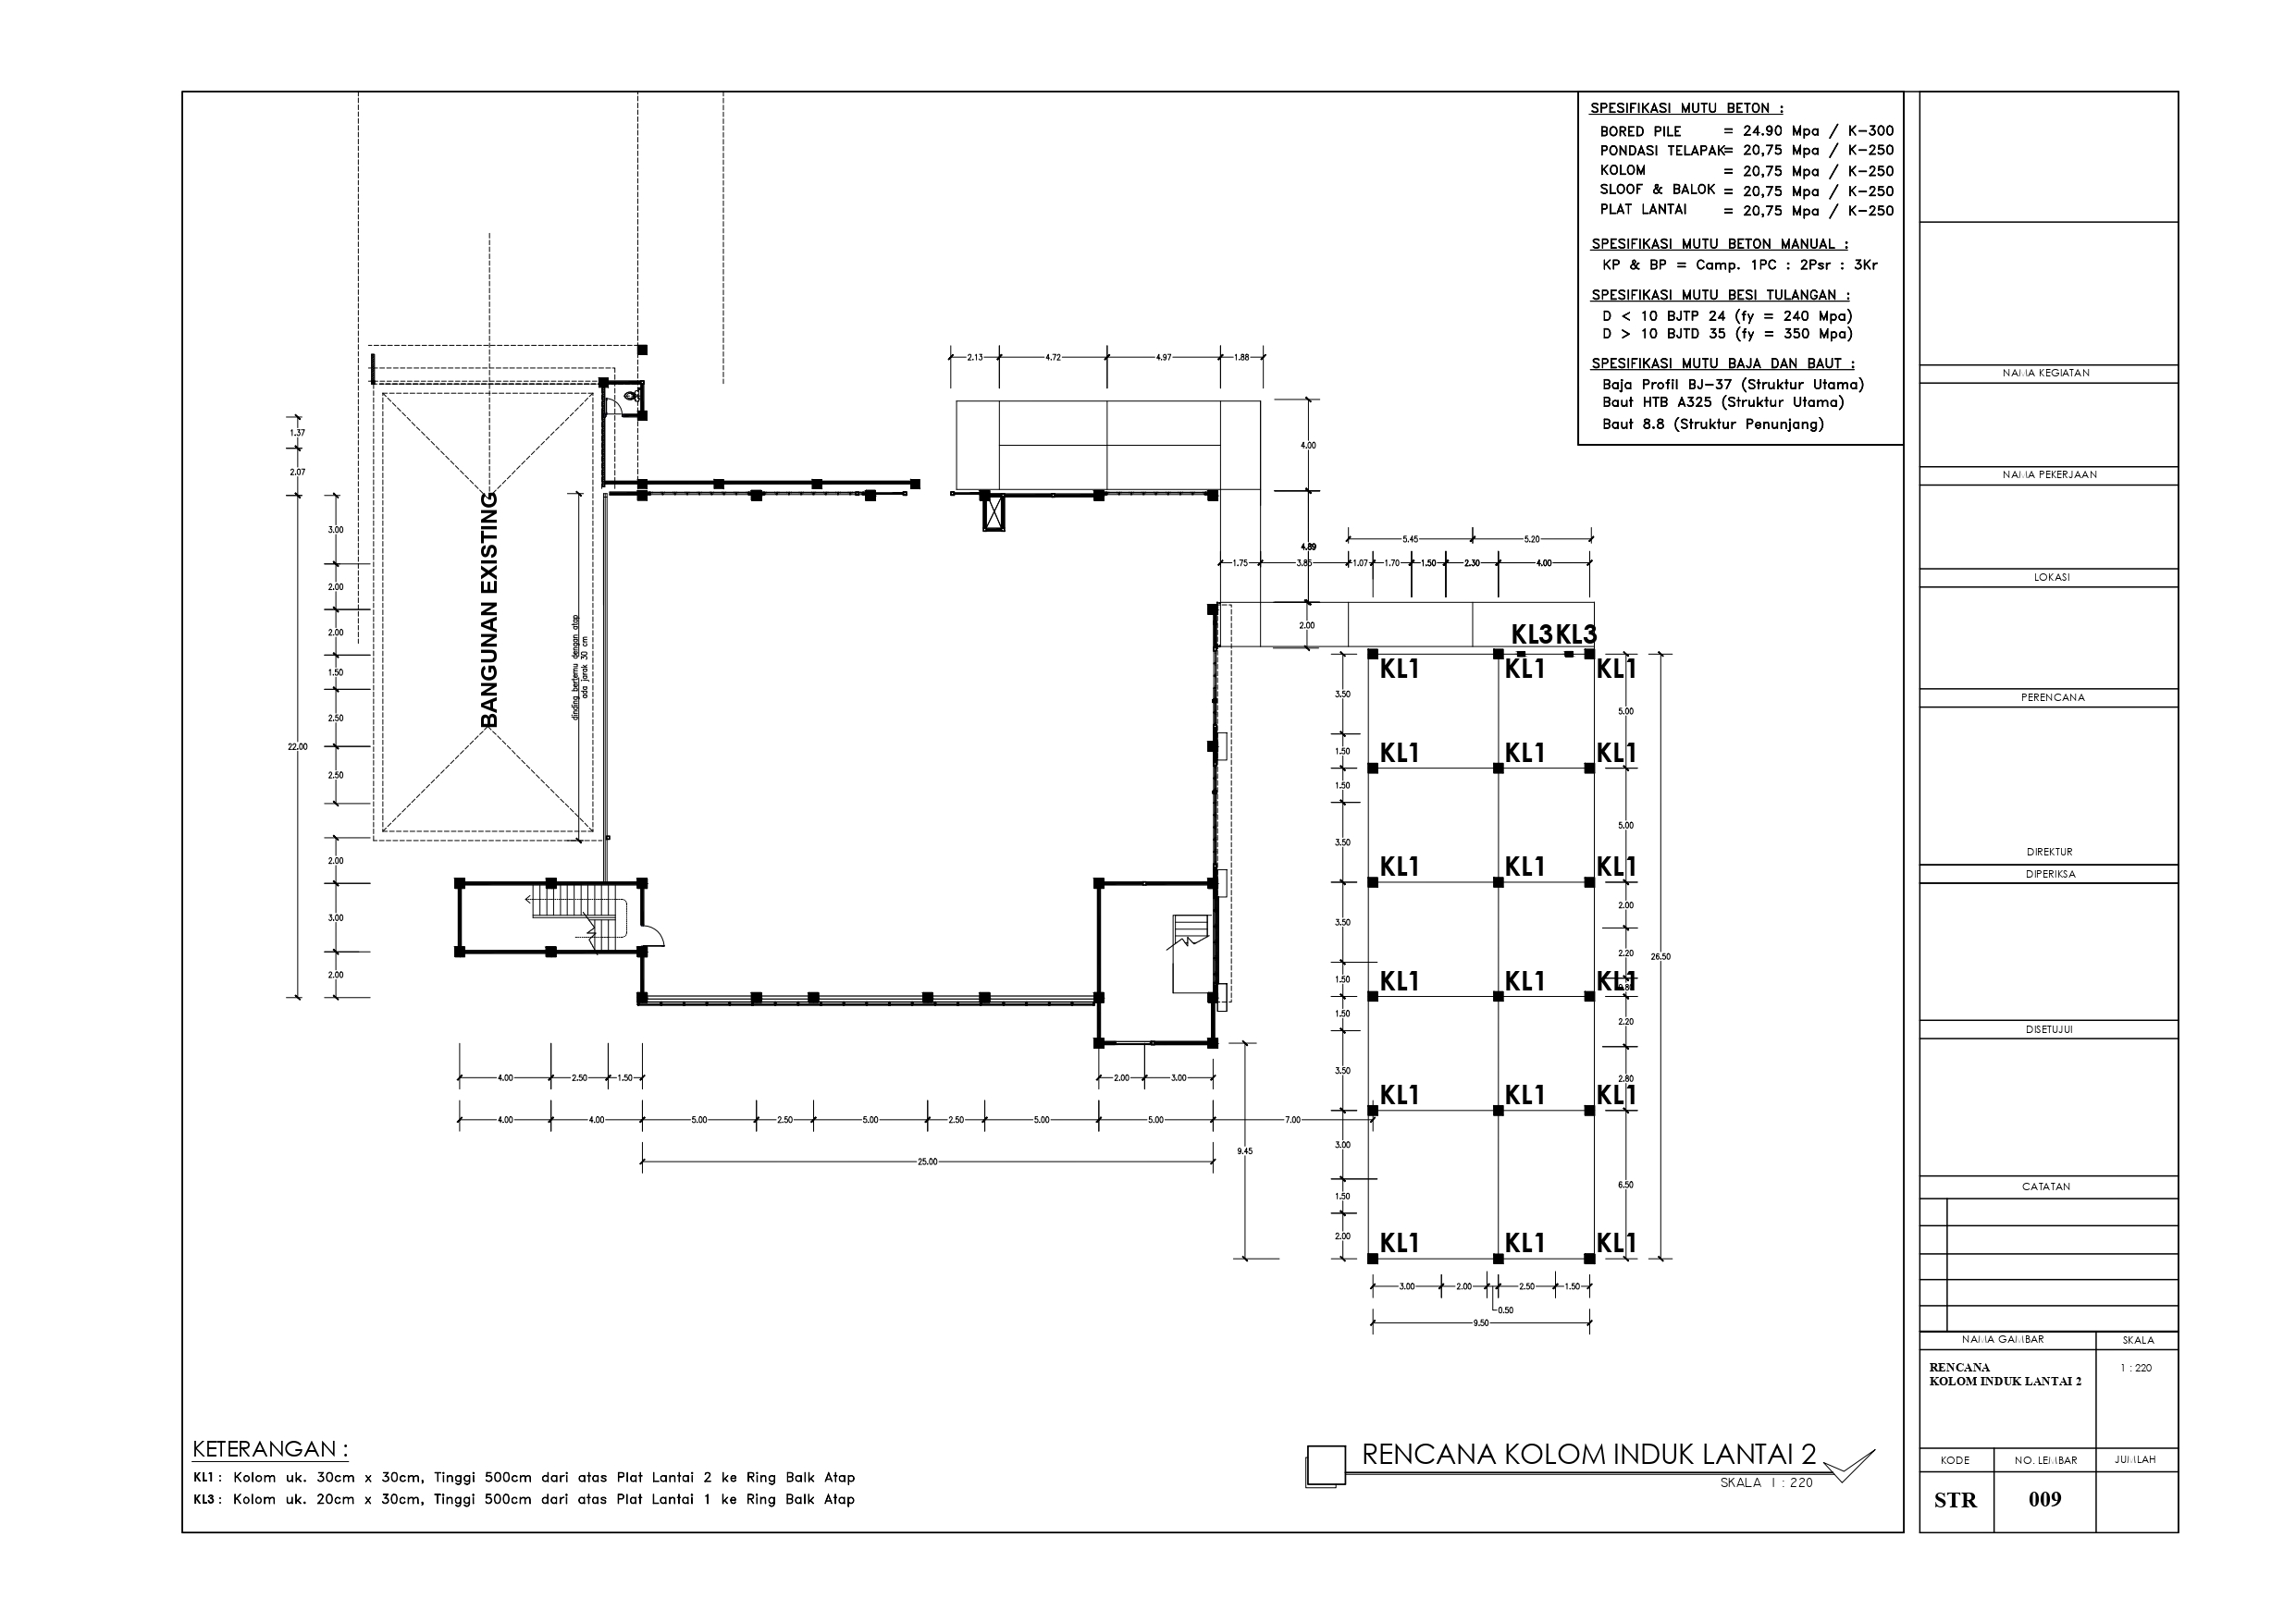 SPESIFIKASI MUTU BETON :
BORED PILE = 24.90 Mpa / K-300
PONDASI TELAPAK= 20,75 Mpa / K-250
KOLOM = 20,75 Mpa / K-250
SLOOF & BALOK = 20,75 Mpa / K-250
PLAT LANTAI = 20,75 Mpa / K-250
SPESIFIKASI MUTU BETON MANUAL :
KP & BP = Camp. 1PC : 2Psr : 3Kr
SPESIFIKASI MUTU BESI TULANGAN :
D < 10 BJTP 24 (fy = 240 Mpa)
D > 10 BJTD 35 (fy = 350 Mpa)
SPESIFIKASI MUTU BAJA DAN BAUT :
Baja Profil BJ-37 (Struktur Utama)
Baut HTB A325 (Struktur Utama)
Baut 8.8 (Struktur Penunjang)
2.13 4.72 4.97 1.88
4.00
4.89
2.00
1.37
2.07
22.00
3.00
2.00
2.00
1.50
2.50
2.50
2.00
3.00
2.00
BANGUNAN EXISTING
dinding bertemu dengan atap
ada jarak 30 cm
5.45 5.20
1.75 3.85 1.07 1.70 1.50 2.30 4.00
KL3 KL3
KL1 KL1 KL1
KL1 KL1 KL1
KL1 KL1 KL1
KL1 KL1 KL1
KL1 KL1 KL1
KL1 KL1 KL1
3.50
1.50
1.50
3.50
3.50
1.50
1.50
3.50
3.00
1.50
2.00
5.00
5.00
2.00
2.20
2.20
2.80
6.50
26.50
4.00 2.50 1.50
2.00 3.00
4.00 4.00 5.00 2.50 5.00 2.50 5.00 5.00 7.00
25.00
9.45
3.00 2.00 2.50 1.50
0.50
9.50
KETERANGAN :
KL1 : Kolom uk. 30cm x 30cm, Tinggi 500cm dari atas Plat Lantai 2 ke Ring Balk Atap
KL3 : Kolom uk. 20cm x 30cm, Tinggi 500cm dari atas Plat Lantai 1 ke Ring Balk Atap
RENCANA KOLOM INDUK LANTAI 2
SKALA 1 : 220
NAMA KEGIATAN
NAMA PEKERJAAN
LOKASI
PERENCANA
DIREKTUR
DIPERIKSA
DISETUJUI
CATATAN
NAMA GAMBAR SKALA
RENCANA
KOLOM INDUK LANTAI 2
1 : 220
KODE NO. LEMBAR JUMLAH
STR 009